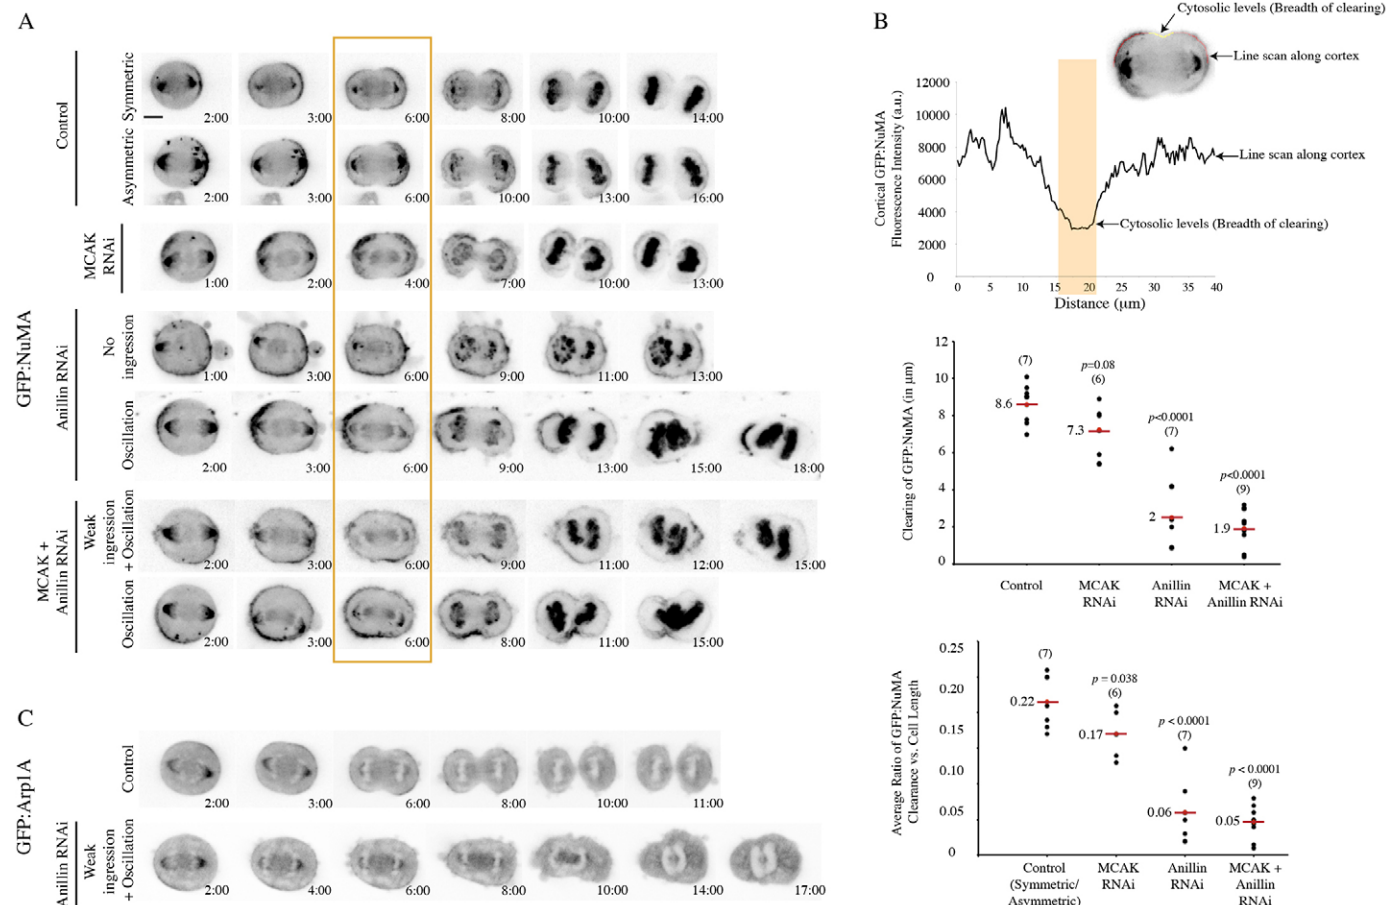 A
GFP:NuMA
Control
Symmetric
2:00 3:00 6:00 8:00 10:00 14:00
Asymmetric
2:00 3:00 6:00 10:00 13:00 16:00
MCAK
RNAi
1:00 2:00 4:00 7:00 10:00 13:00
Anillin RNAi
No
ingression
1:00 3:00 6:00 9:00 11:00 13:00
Oscillation
2:00 3:00 6:00 9:00 13:00 15:00 18:00
MCAK +
Anillin RNAi
Weak
ingression
+ Oscillation
2:00 3:00 6:00 9:00 11:00 12:00 15:00
Oscillation
2:00 3:00 6:00 8:00 11:00 15:00
B
Cytosolic levels (Breadth of clearing)
Line scan along cortex
Cortical GFP:NuMA
Fluorescence Intensity (a.u.)
12000
10000
8000
6000
4000
2000
0
Line scan along cortex
Cytosolic levels (Breadth of clearing)
0 5 10 15 20 25 30 35 40
Distance (μm)
Clearing of GFP:NuMA (in μm)
12
10
8
6
4
2
0
(7)
8.6
p=0.08
(6)
7.3
p<0.0001
(7)
2
p<0.0001
(9)
1.9
Control
MCAK
RNAi
Anillin
RNAi
MCAK +
Anillin RNAi
Average Ratio of GFP:NuMA
Clearance vs. Cell Length
0.25
0.20
0.15
0.10
0.05
0
(7)
0.22
p = 0.038
(6)
0.17
p < 0.0001
(7)
0.06
p < 0.0001
(9)
0.05
Control
(Symmetric/
Asymmetric)
MCAK
RNAi
Anillin
RNAi
MCAK +
Anillin
RNAi
C
GFP:Arp1A
Control
2:00 3:00 6:00 8:00 10:00 11:00
Anillin RNAi
Weak
ingression
+ Oscillation
2:00 4:00 6:00 8:00 10:00 14:00 17:00